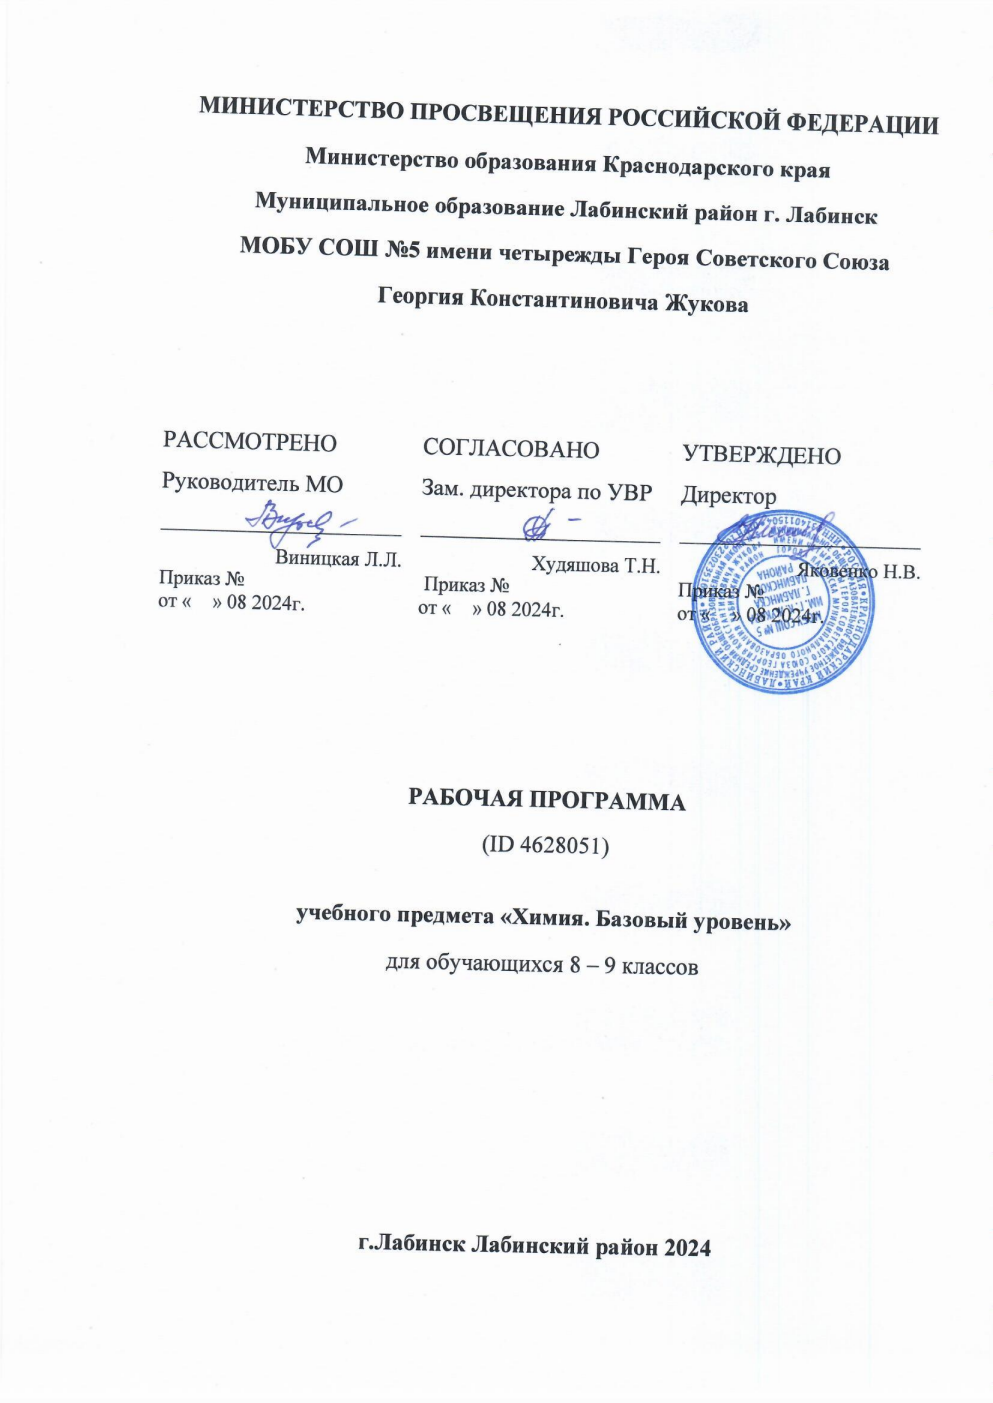 МИНИСТЕРСТВО ПРОСВЕЩЕНИЯ РОССИЙСКОЙ ФЕДЕРАЦИИ
Министерство образования Краснодарского края
Муниципальное образование Лабинский район г. Лабинск
МОБУ СОШ №5 имени четырежды Героя Советского Союза
Георгия Константиновича Жукова
РАССМОТРЕНО
Руководитель МО
Виницкая Л.Л.
Приказ №
от « » 08 2024г.
СОГЛАСОВАНО
Зам. директора по УВР
Худяшова Т.Н.
Приказ №
от « » 08 2024г.
УТВЕРЖДЕНО
Директор
Яковенко Н.В.
Приказ №
от « » 08 2024г.
РАБОЧАЯ ПРОГРАММА
(ID 4628051)
учебного предмета «Химия. Базовый уровень»
для обучающихся 8 – 9 классов
г.Лабинск Лабинский район 2024